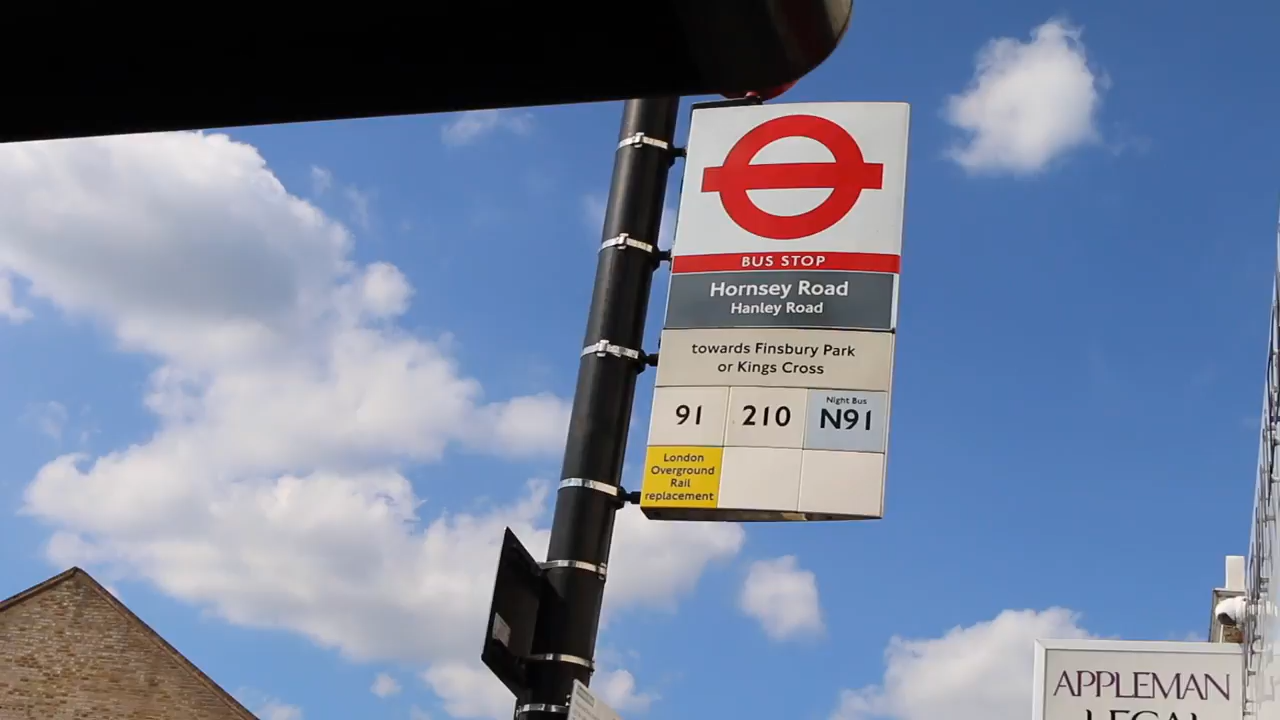 BUS STOP
Hornsey Road
Hanley Road
towards Finsbury Park
or Kings Cross
91
210
Night Bus
N91
London
Overground
Rail
replacement
APPLEMAN
LEGAL